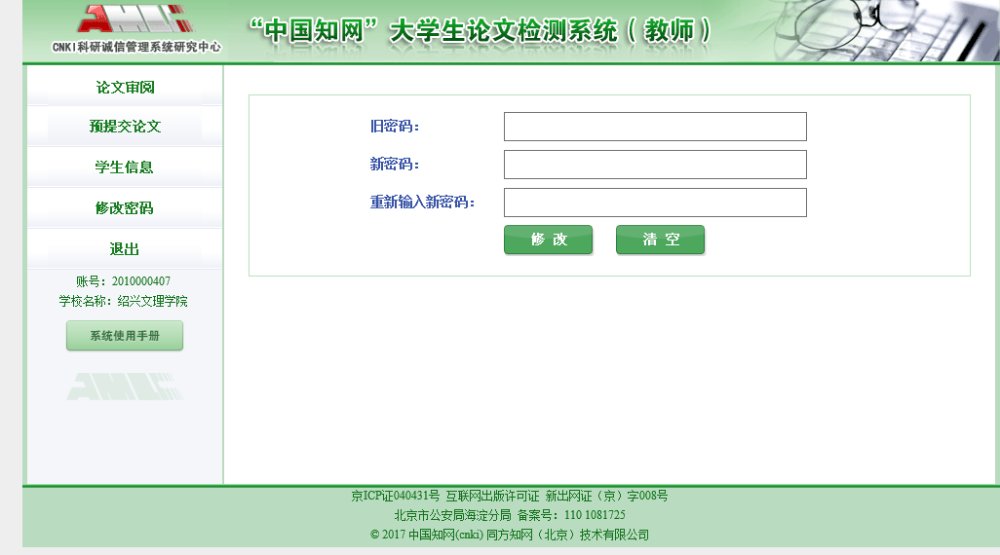 AMLC
CNKI科研诚信管理系统研究中心
“中国知网”大学生论文检测系统（教师）
论文审阅
预提交论文
学生信息
修改密码
退出
账号：2010000407
学校名称：绍兴文理学院
系统使用手册
AMLC
旧密码：
新密码：
重新输入新密码：
修 改
清 空
京ICP证040431号 互联网出版许可证 新出网证（京）字008号
北京市公安局海淀分局 备案号：110 1081725
© 2017 中国知网(cnki) 同方知网（北京）技术有限公司